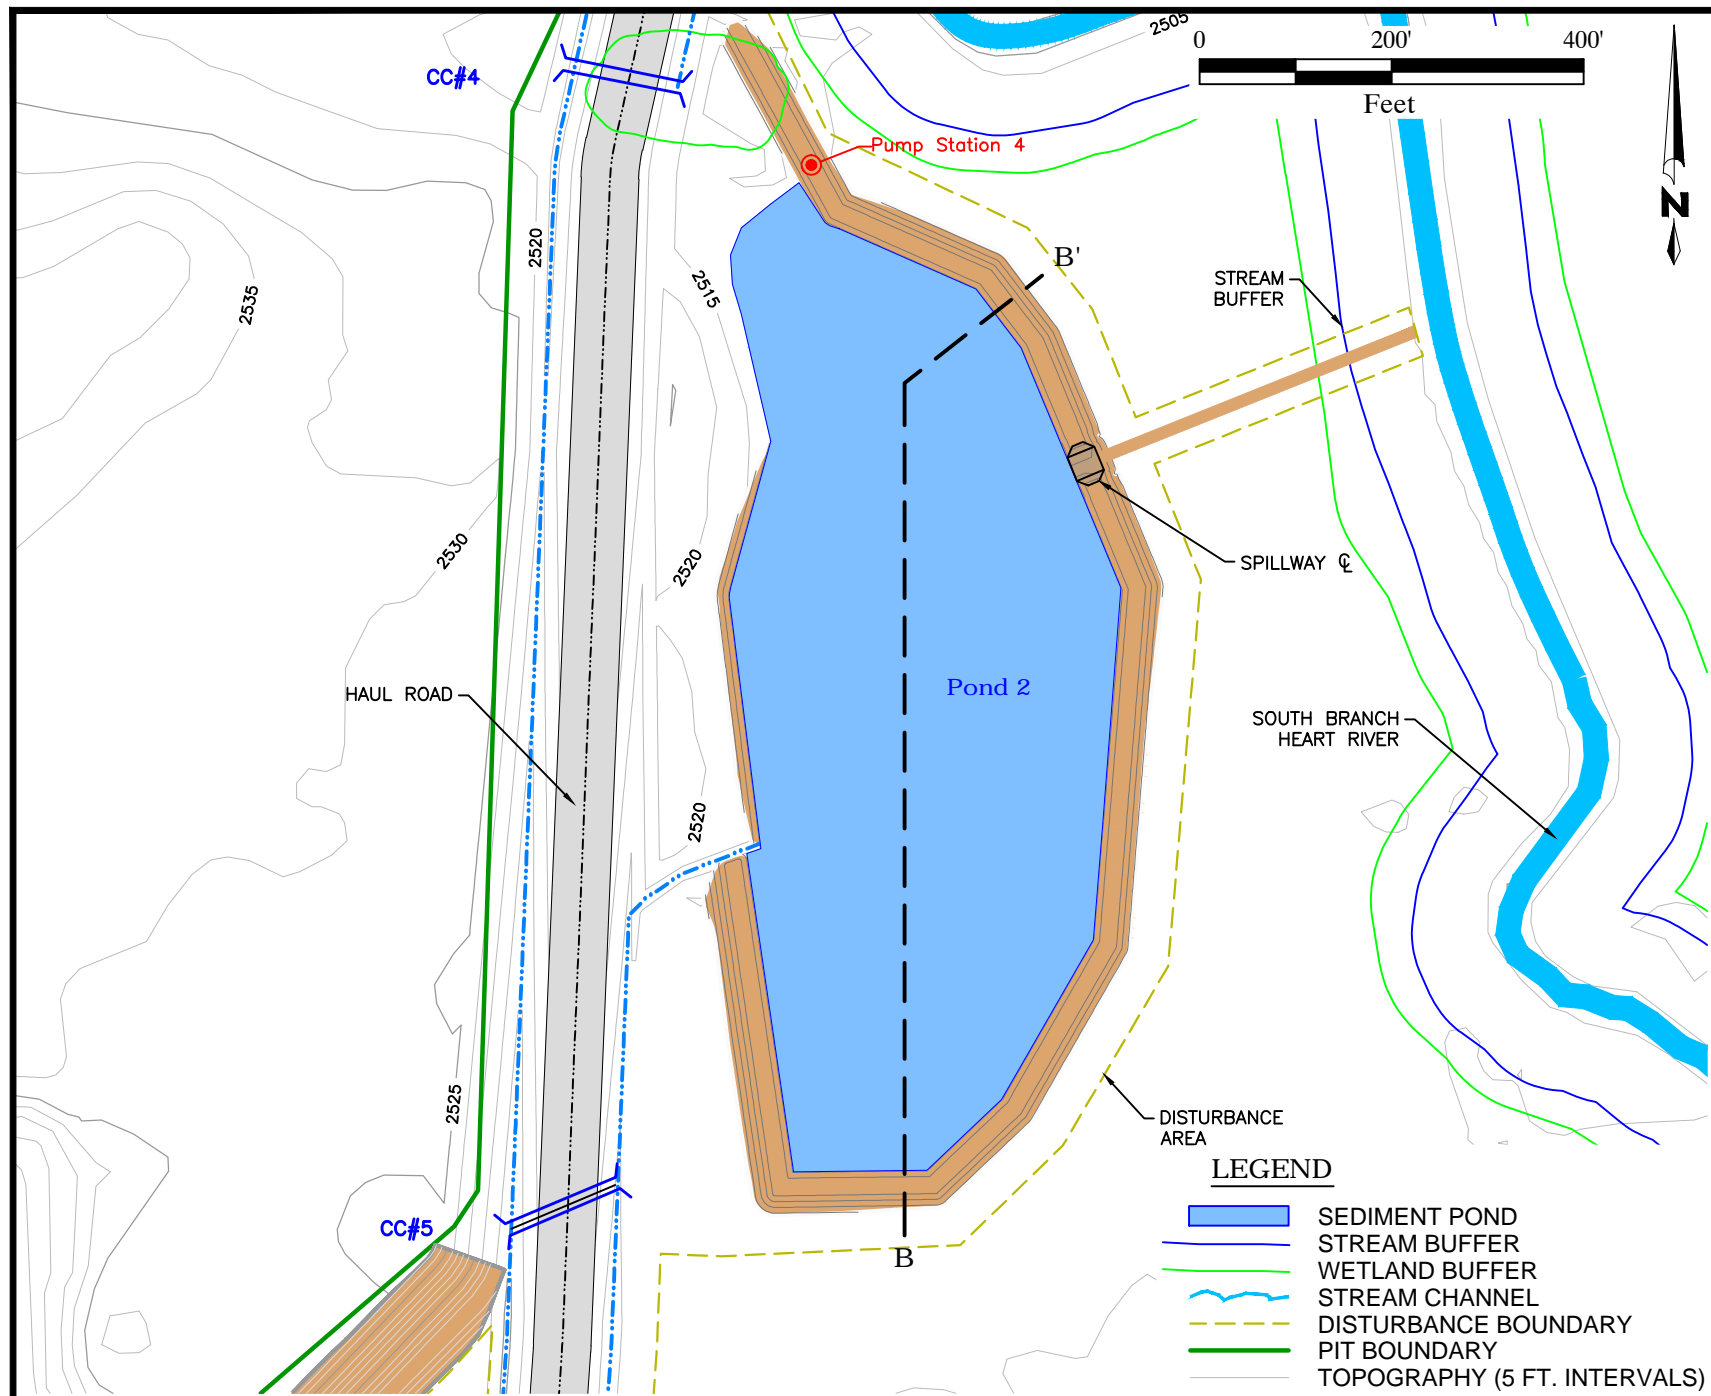 2505
0 200' 400'
Feet
N
CC#4
Pump Station 4
2520
2515
2535
B'
STREAM
BUFFER
2530
2520
SPILLWAY ℄
HAUL ROAD
Pond 2
SOUTH BRANCH
HEART RIVER
2520
2525
DISTURBANCE
AREA
CC#5
B
LEGEND
SEDIMENT POND
STREAM BUFFER
WETLAND BUFFER
STREAM CHANNEL
DISTURBANCE BOUNDARY
PIT BOUNDARY
TOPOGRAPHY (5 FT. INTERVALS)